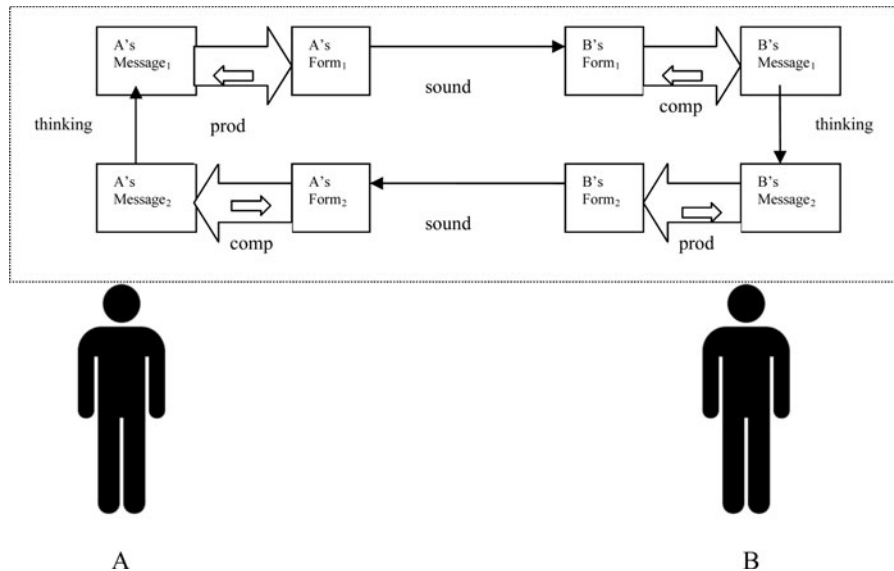 A's Message₁
A's Form₁
B's Form₁
B's Message₁
sound
comp
thinking
prod
thinking
A's Message₂
A's Form₂
B's Form₂
B's Message₂
comp
sound
prod
A
B